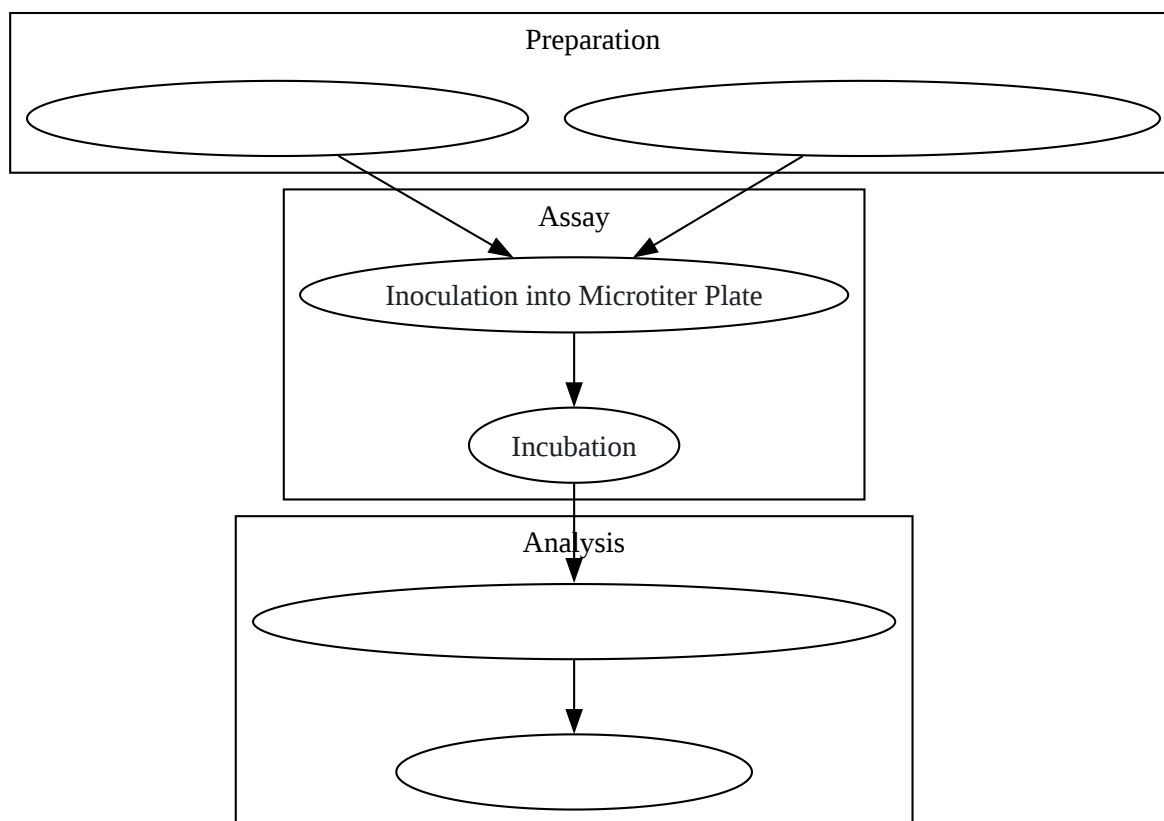 Preparation
Assay
Inoculation into Microtiter Plate
Incubation
Analysis